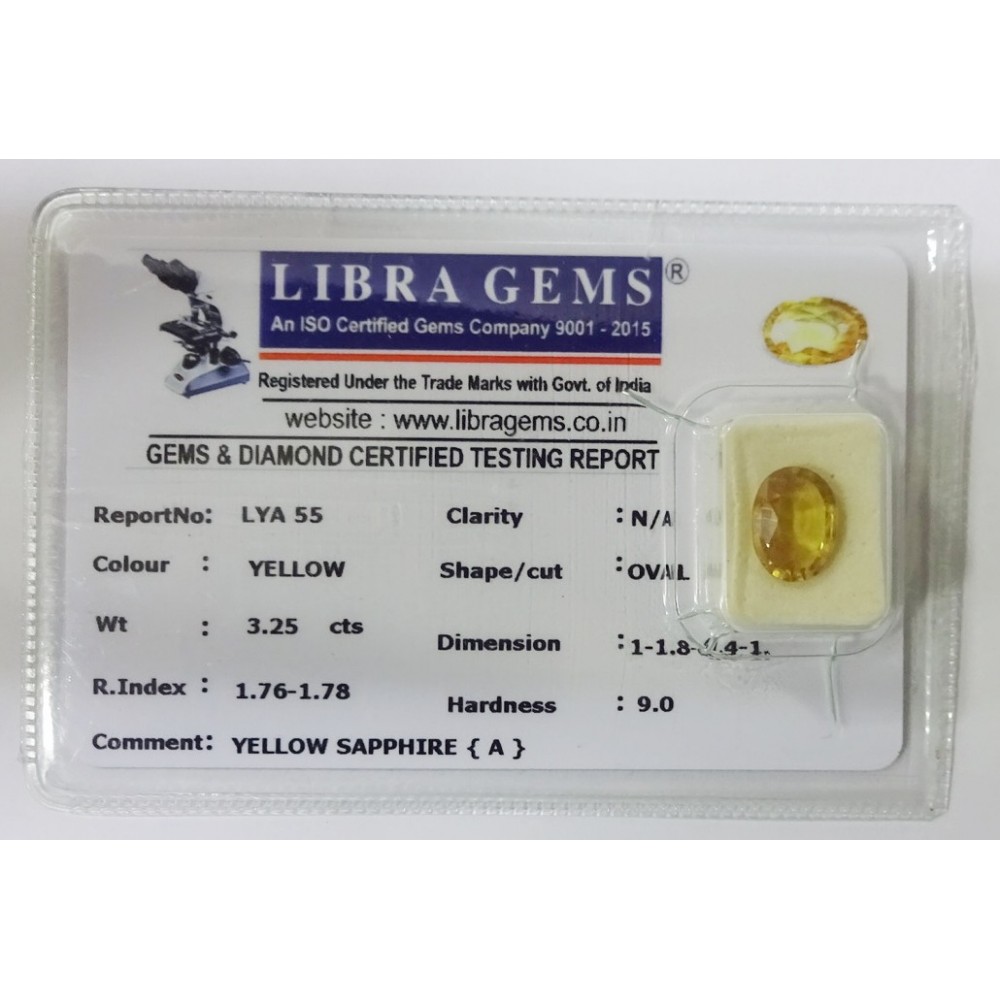 LIBRA GEMS ®
An ISO Certified Gems Company 9001 - 2015
Registered Under the Trade Marks with Govt. of India
website : www.libragems.co.in
GEMS & DIAMOND CERTIFIED TESTING REPORT
ReportNo: LYA 55 Clarity : N/A
Colour : YELLOW Shape/cut : OVAL
Wt : 3.25 cts Dimension :
R.Index : 1.76-1.78 Hardness : 9.0
Comment: YELLOW SAPPHIRE { A }